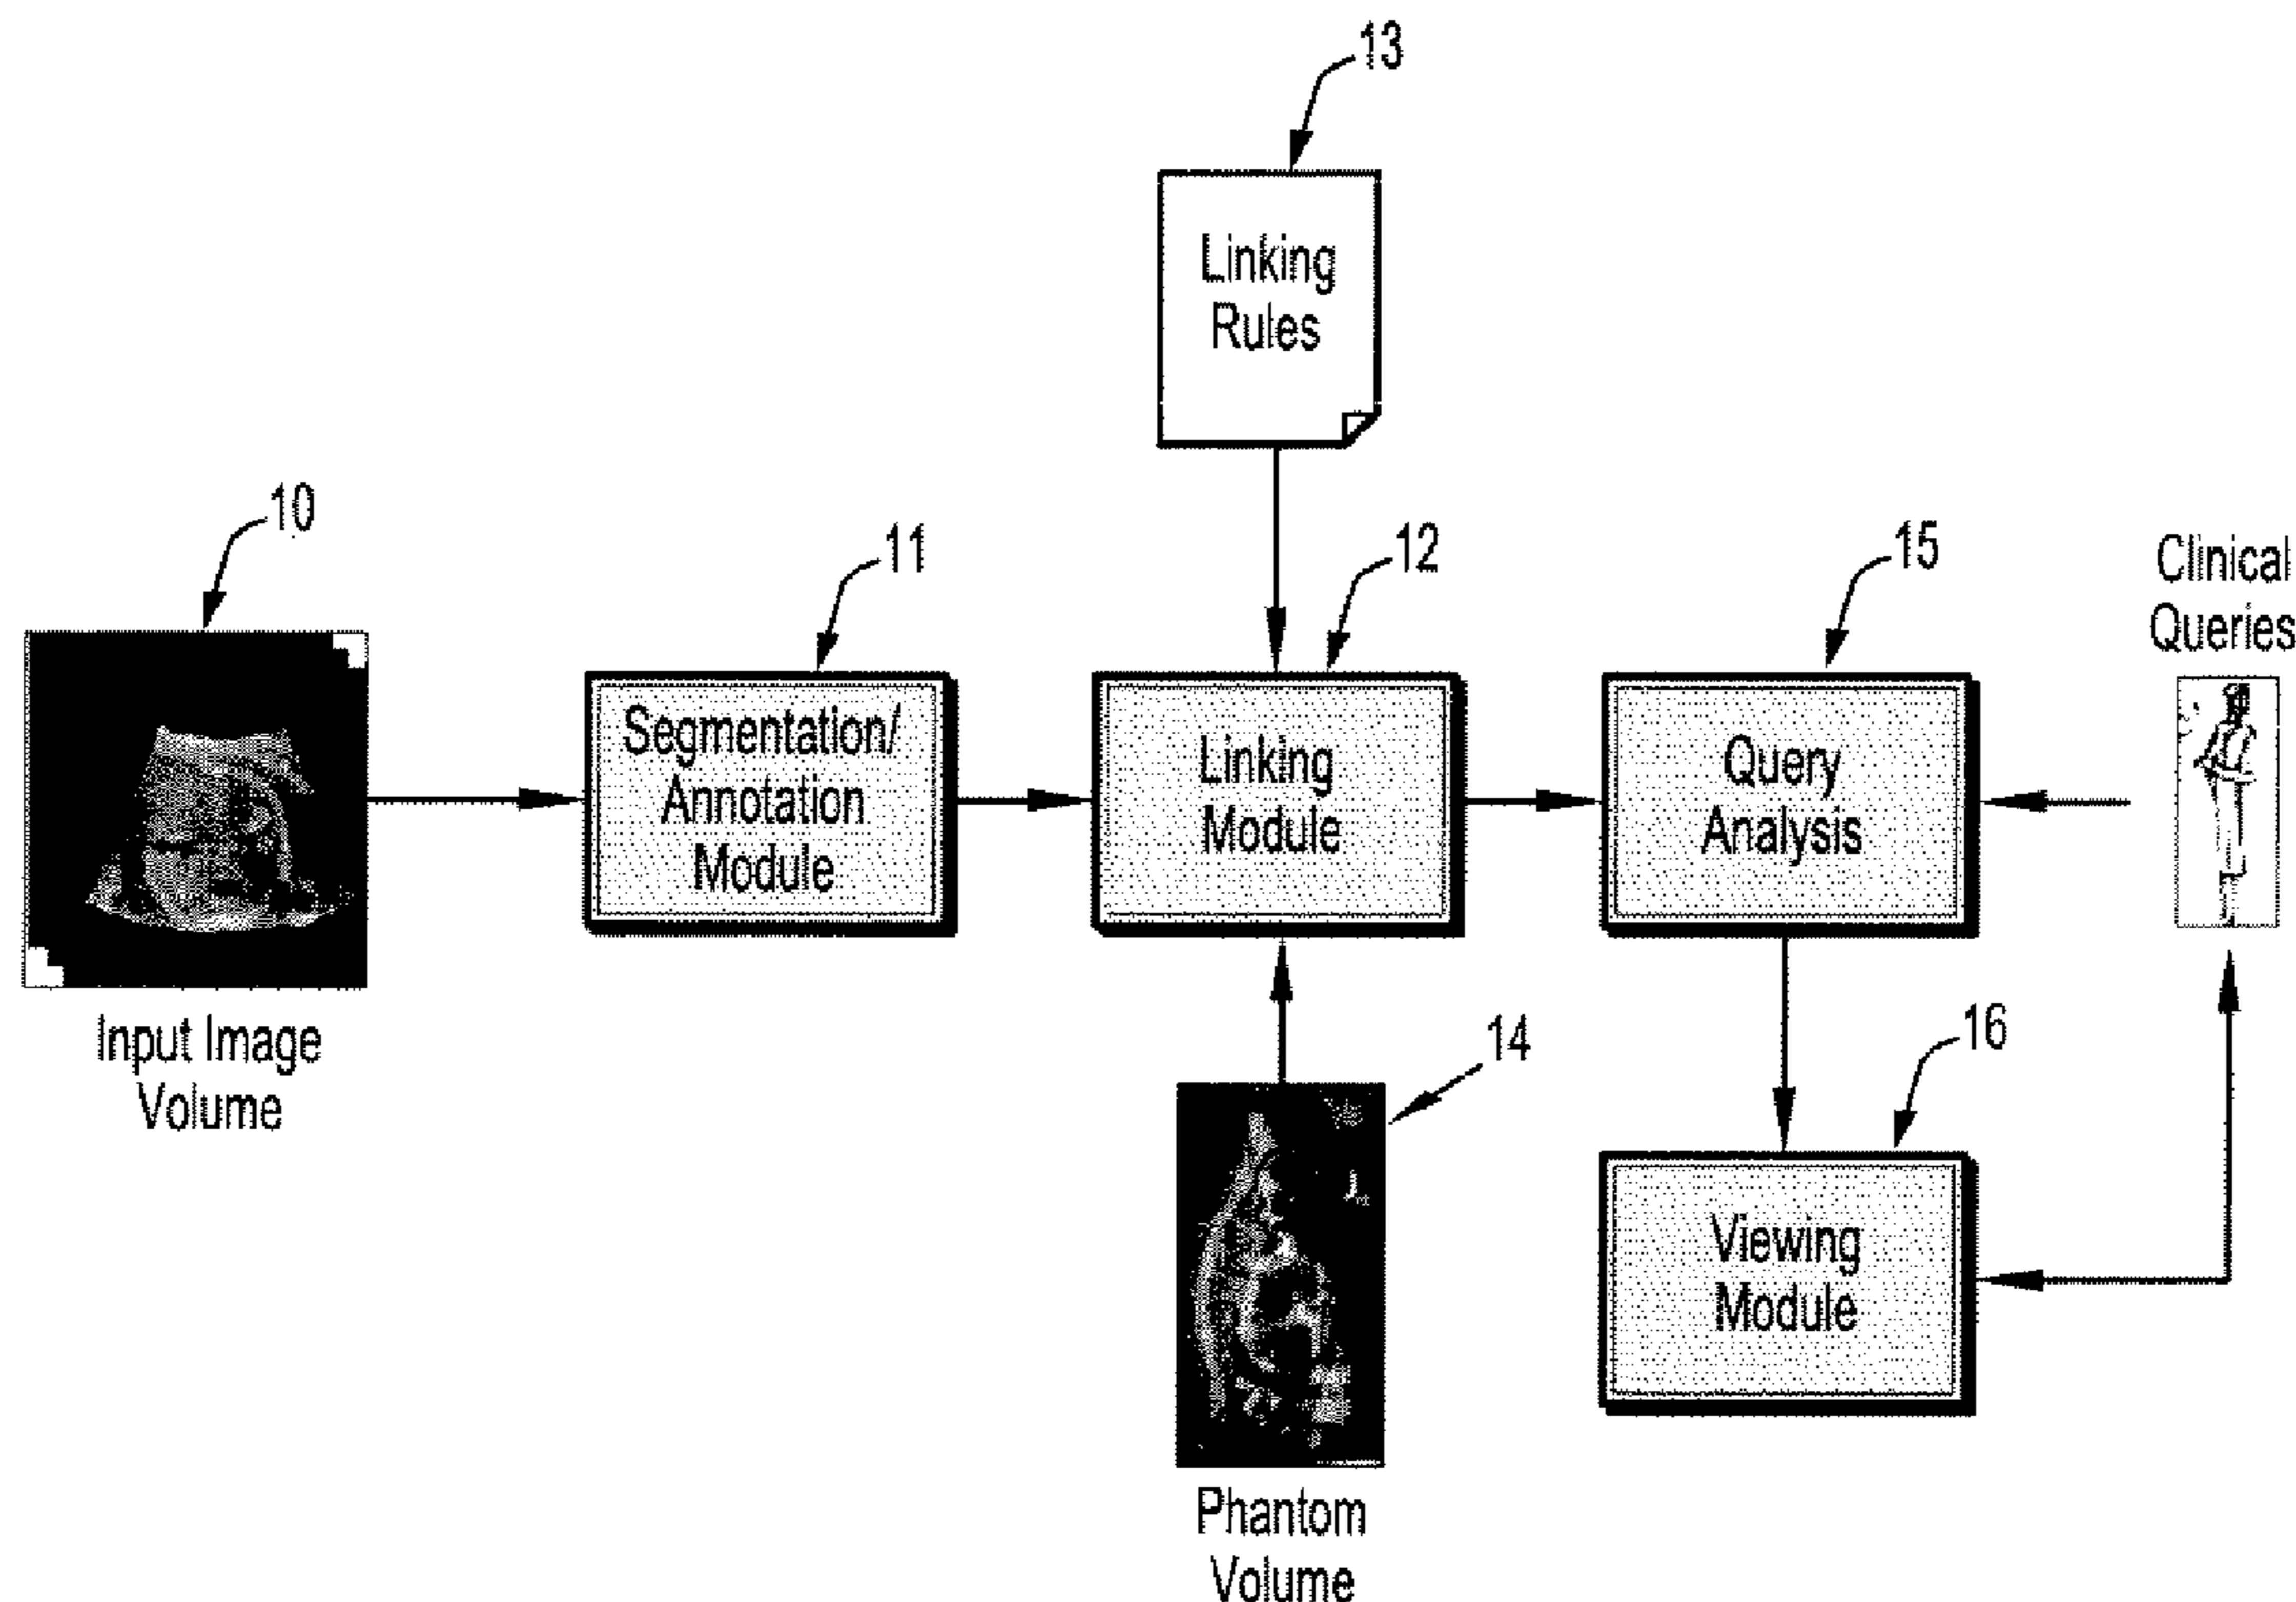 13
Linking
Rules
10
11
12
15
Clinical
Queries
Segmentation/
Annotation
Module
Linking
Module
Query
Analysis
Input Image
Volume
14
16
Viewing
Module
Phantom
Volume